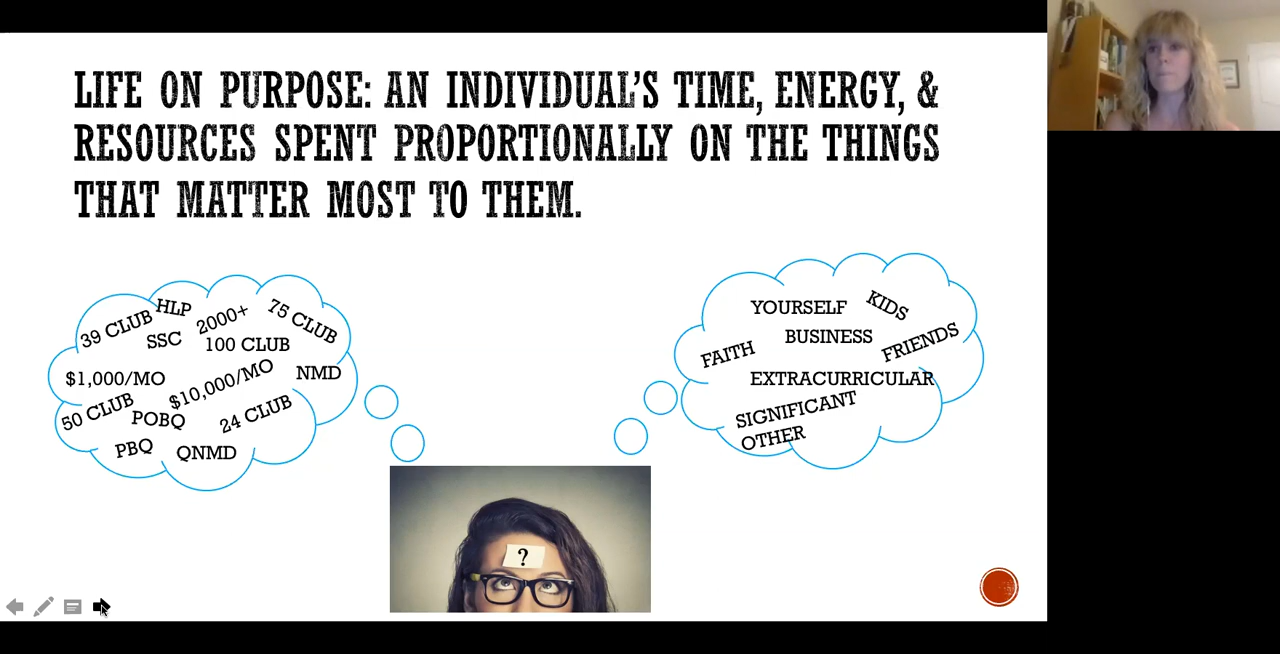 LIFE ON PURPOSE: AN INDIVIDUAL'S TIME, ENERGY, &
RESOURCES SPENT PROPORTIONALLY ON THE THINGS
THAT MATTER MOST TO THEM.
39 CLUB
HLP
SSC
2000+
75 CLUB
100 CLUB
$1,000/MO
$10,000/MO
NMD
50 CLUB
POBQ
24 CLUB
PBQ
QNMD
YOURSELF
KIDS
BUSINESS
FAITH
FRIENDS
EXTRACURRICULAR
SIGNIFICANT
OTHER
?